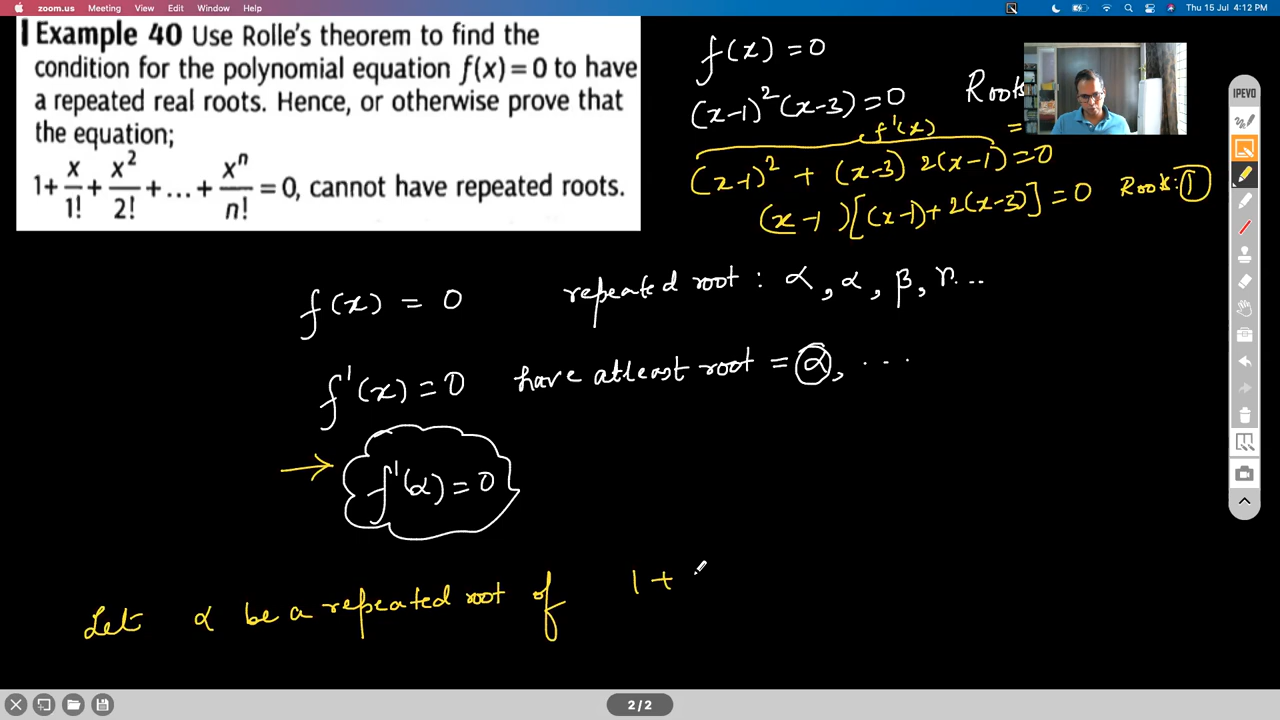 zoom.us Meeting View Edit Window Help Thu 15 Jul 4:12 PM
Example 40 Use Rolle's theorem to find the
condition for the polynomial equation f(x) = 0 to have
a repeated real roots. Hence, or otherwise prove that
the equation;
1 + x/1! + x²/2! + ... + xⁿ/n! = 0, cannot have repeated roots.
f(x) = 0
(x-1)² (x-3) = 0 Roots
=
f'(x)
(x-1)² + (x-3) 2(x-1) = 0
(x-1)[(x-1) + 2(x-3)] = 0 Roots: 1
f(x) = 0 repeated root : α, α, β, γ...
f'(x) = 0 have atleast root = α, ...
→ f'(α) = 0
Let α be a repeated root of 1 +
IPEVO
2/2